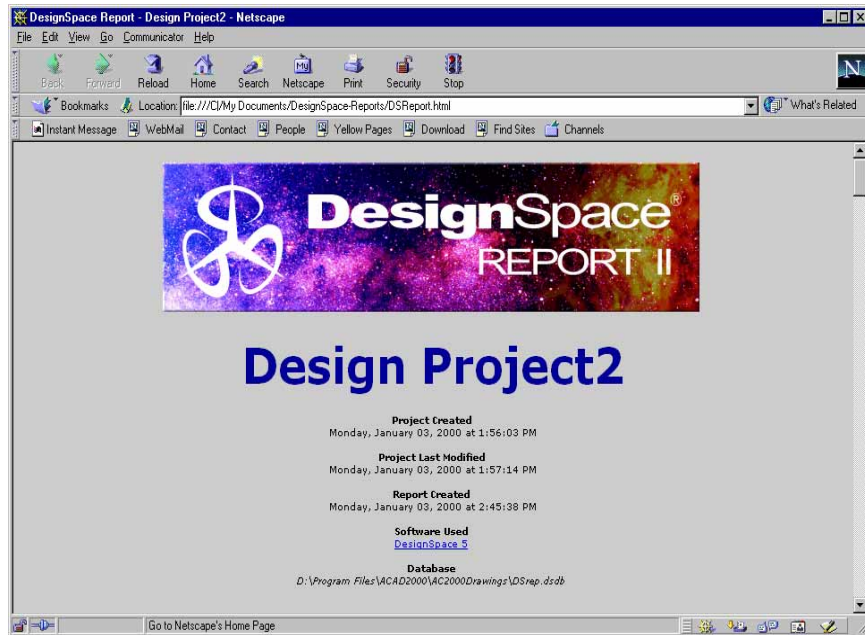 DesignSpace Report - Design Project2 - Netscape
File Edit View Go Communicator Help
Back Forward Reload Home Search Netscape Print Security Stop
My
N
Bookmarks Location: file:///C|/My Documents/DesignSpace-Reports/DSReport.html What's Related
Instant Message WebMail Contact People Yellow Pages Download Find Sites Channels
DesignSpace®
REPORT II
Design Project2
Project Created
Monday, January 03, 2000 at 1:56:03 PM
Project Last Modified
Monday, January 03, 2000 at 1:57:14 PM
Report Created
Monday, January 03, 2000 at 2:45:38 PM
Software Used
DesignSpace 5
Database
D:\Program Files\ACAD2000\AC2000Drawings\DSrep.dsdb
Go to Netscape's Home Page